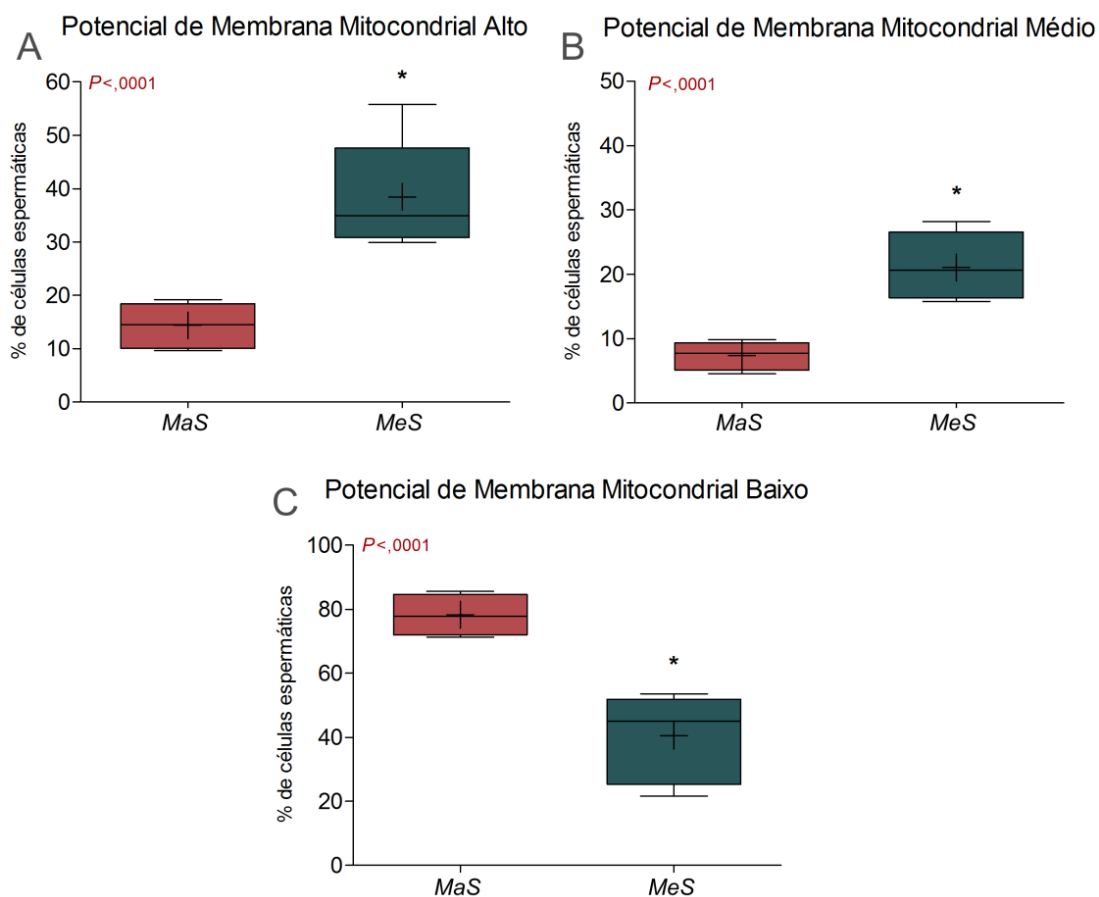 A
Potencial de Membrana Mitocondrial Alto
P<,0001
*
60
50
40
30
20
10
0
% de células espermáticas
MaS
MeS
B
Potencial de Membrana Mitocondrial Médio
P<,0001
*
50
40
30
20
10
0
% de células espermáticas
MaS
MeS
C
Potencial de Membrana Mitocondrial Baixo
P<,0001
*
100
80
60
40
20
0
% de células espermáticas
MaS
MeS